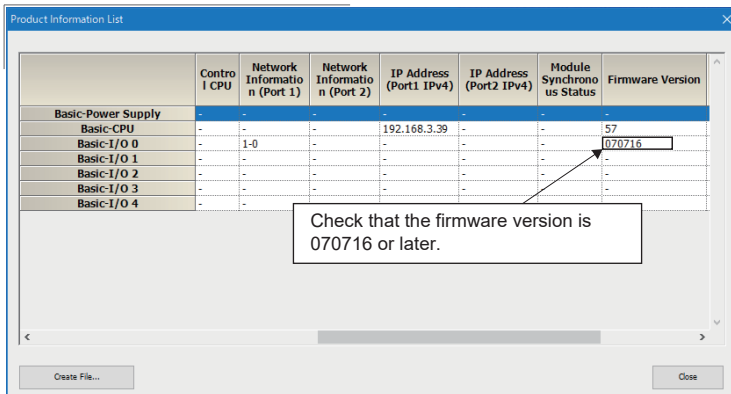 Product Information List
Contro Network Network IP Address IP Address Module Firmware Version
l CPU Informatio Informatio (Port1 IPv4) (Port2 IPv4) Synchrono
n (Port 1) n (Port 2) us Status
Basic-Power Supply - - - - - - -
Basic-CPU - - - 192.168.3.39 - - 57
Basic-I/O 0 - 1-0 - - - - 070716
Basic-I/O 1 - - - - - - -
Basic-I/O 2 - - - - - - -
Basic-I/O 3 - - - - - -
Basic-I/O 4 - -
Check that the firmware version is
070716 or later.
Create File...
Close